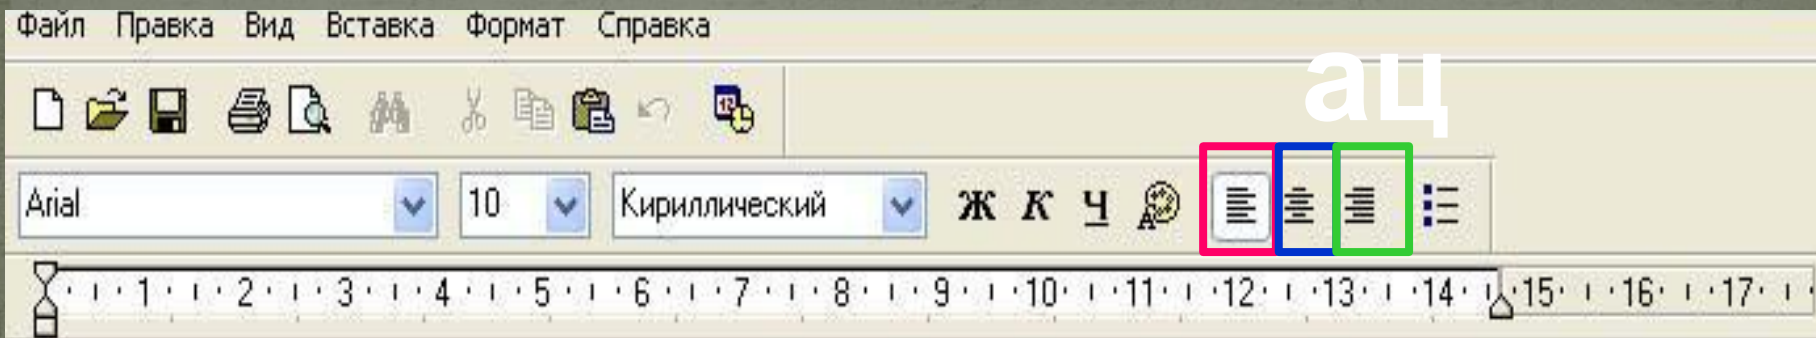 Файл Правка Вид Вставка Формат Справка
ац
Arial 10 Кириллический Ж К Ч
1 2 3 4 5 6 7 8 9 10 11 12 13 14 15 16 17